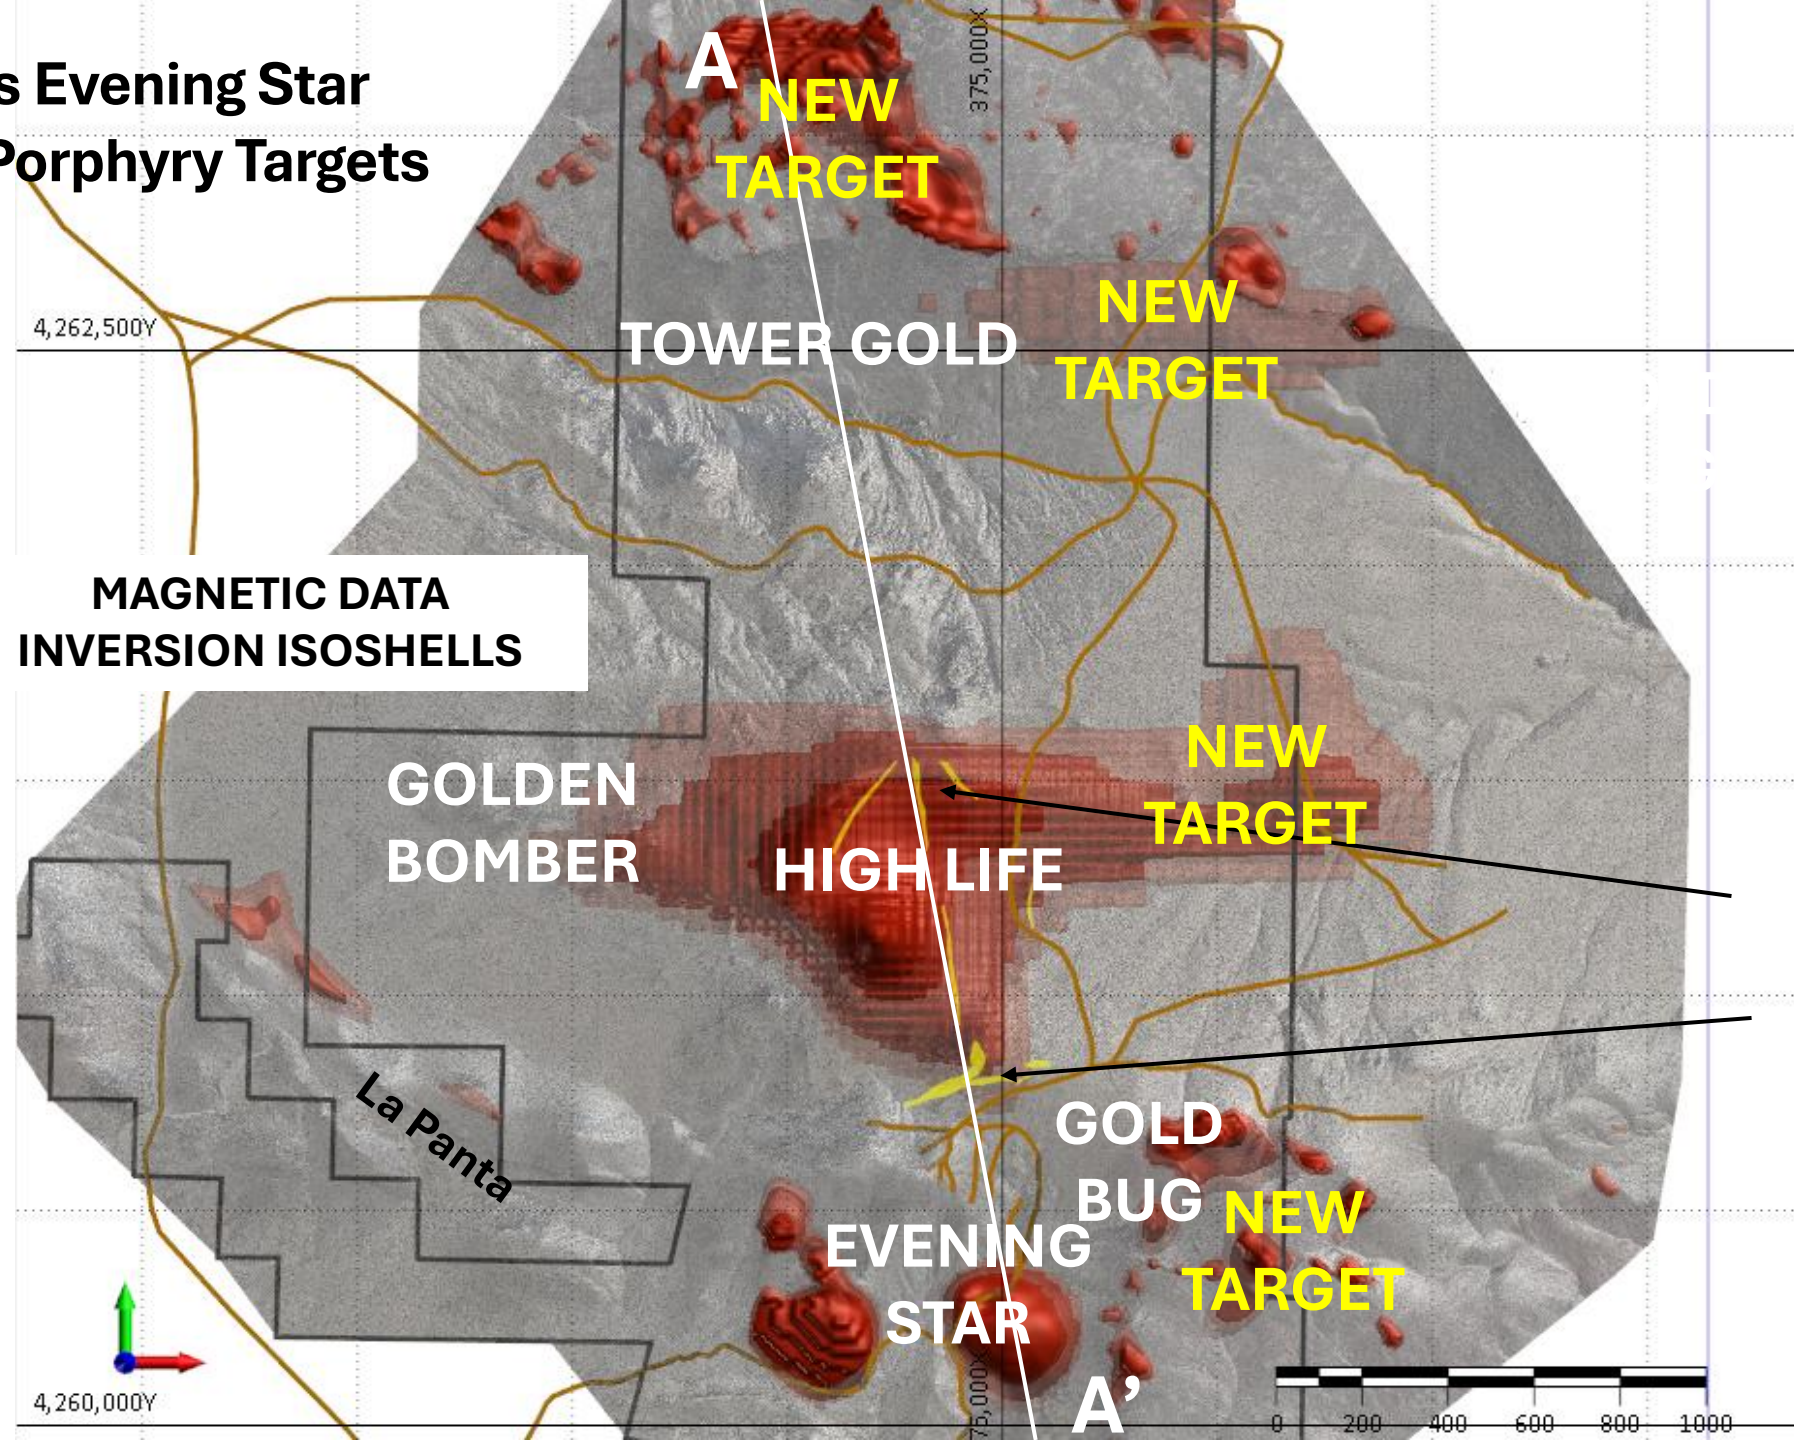 s Evening Star
Porphyry Targets
A
NEW
TARGET
375,000X
4,262,500Y
TOWER GOLD
NEW
TARGET
MAGNETIC DATA
INVERSION ISOSHELLS
GOLDEN
BOMBER
HIGH LIFE
NEW
TARGET
La Panta
GOLD
BUG
NEW
TARGET
EVENING
STAR
A’
75,000X
4,260,000Y
0 200 400 600 800 1000